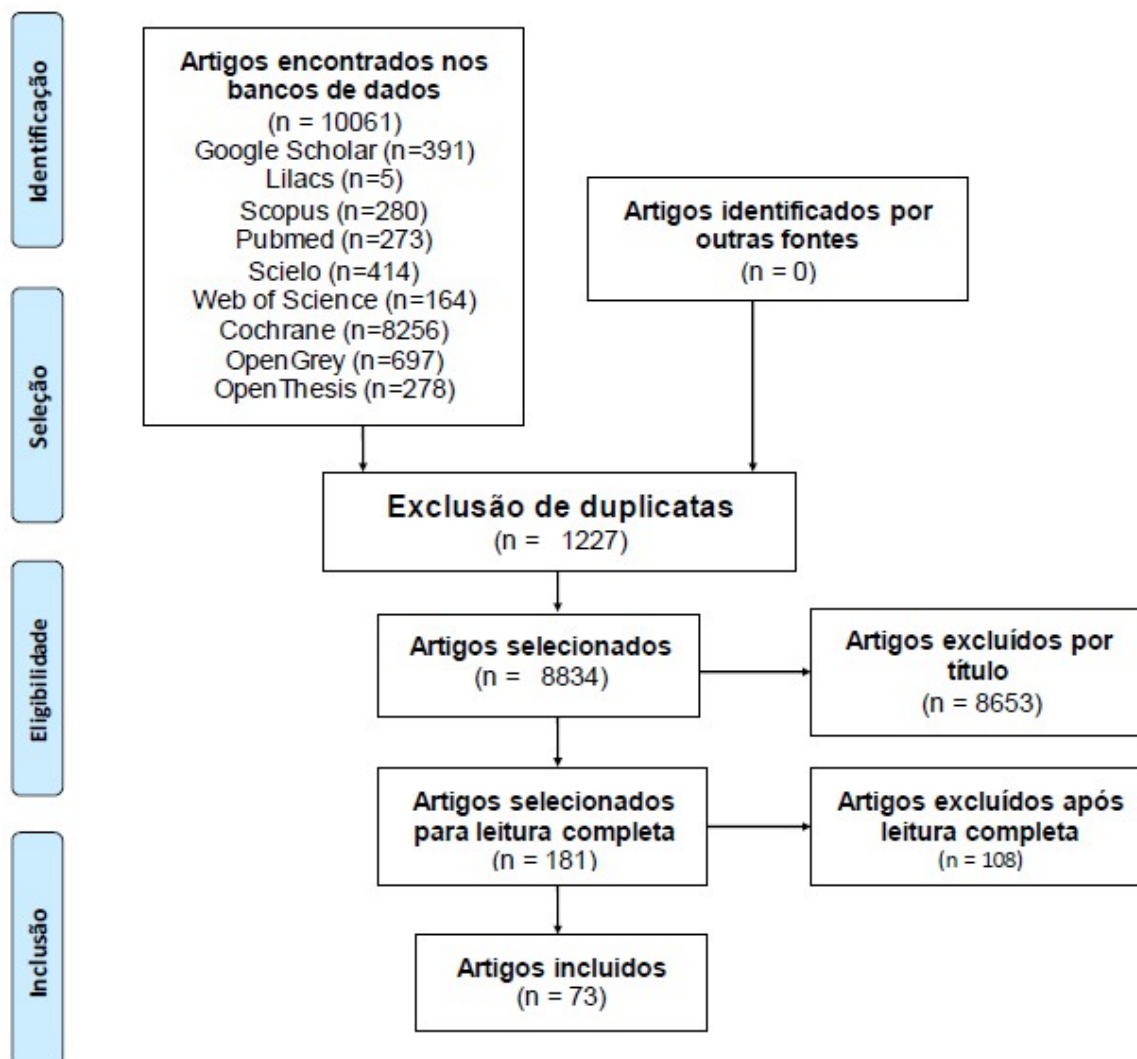 Identificação
Artigos encontrados nos
bancos de dados
(n = 10061)
Google Scholar (n=391)
Lilacs (n=5)
Scopus (n=280)
Pubmed (n=273)
Scielo (n=414)
Web of Science (n=164)
Cochrane (n=8256)
OpenGrey (n=697)
OpenThesis (n=278)
Artigos identificados por
outras fontes
(n = 0)
Seleção
Exclusão de duplicatas
(n = 1227)
Eligibilidade
Artigos selecionados
(n = 8834)
Artigos excluídos por
título
(n = 8653)
Artigos selecionados
para leitura completa
(n = 181)
Artigos excluídos após
leitura completa
(n = 108)
Inclusão
Artigos incluidos
(n = 73)